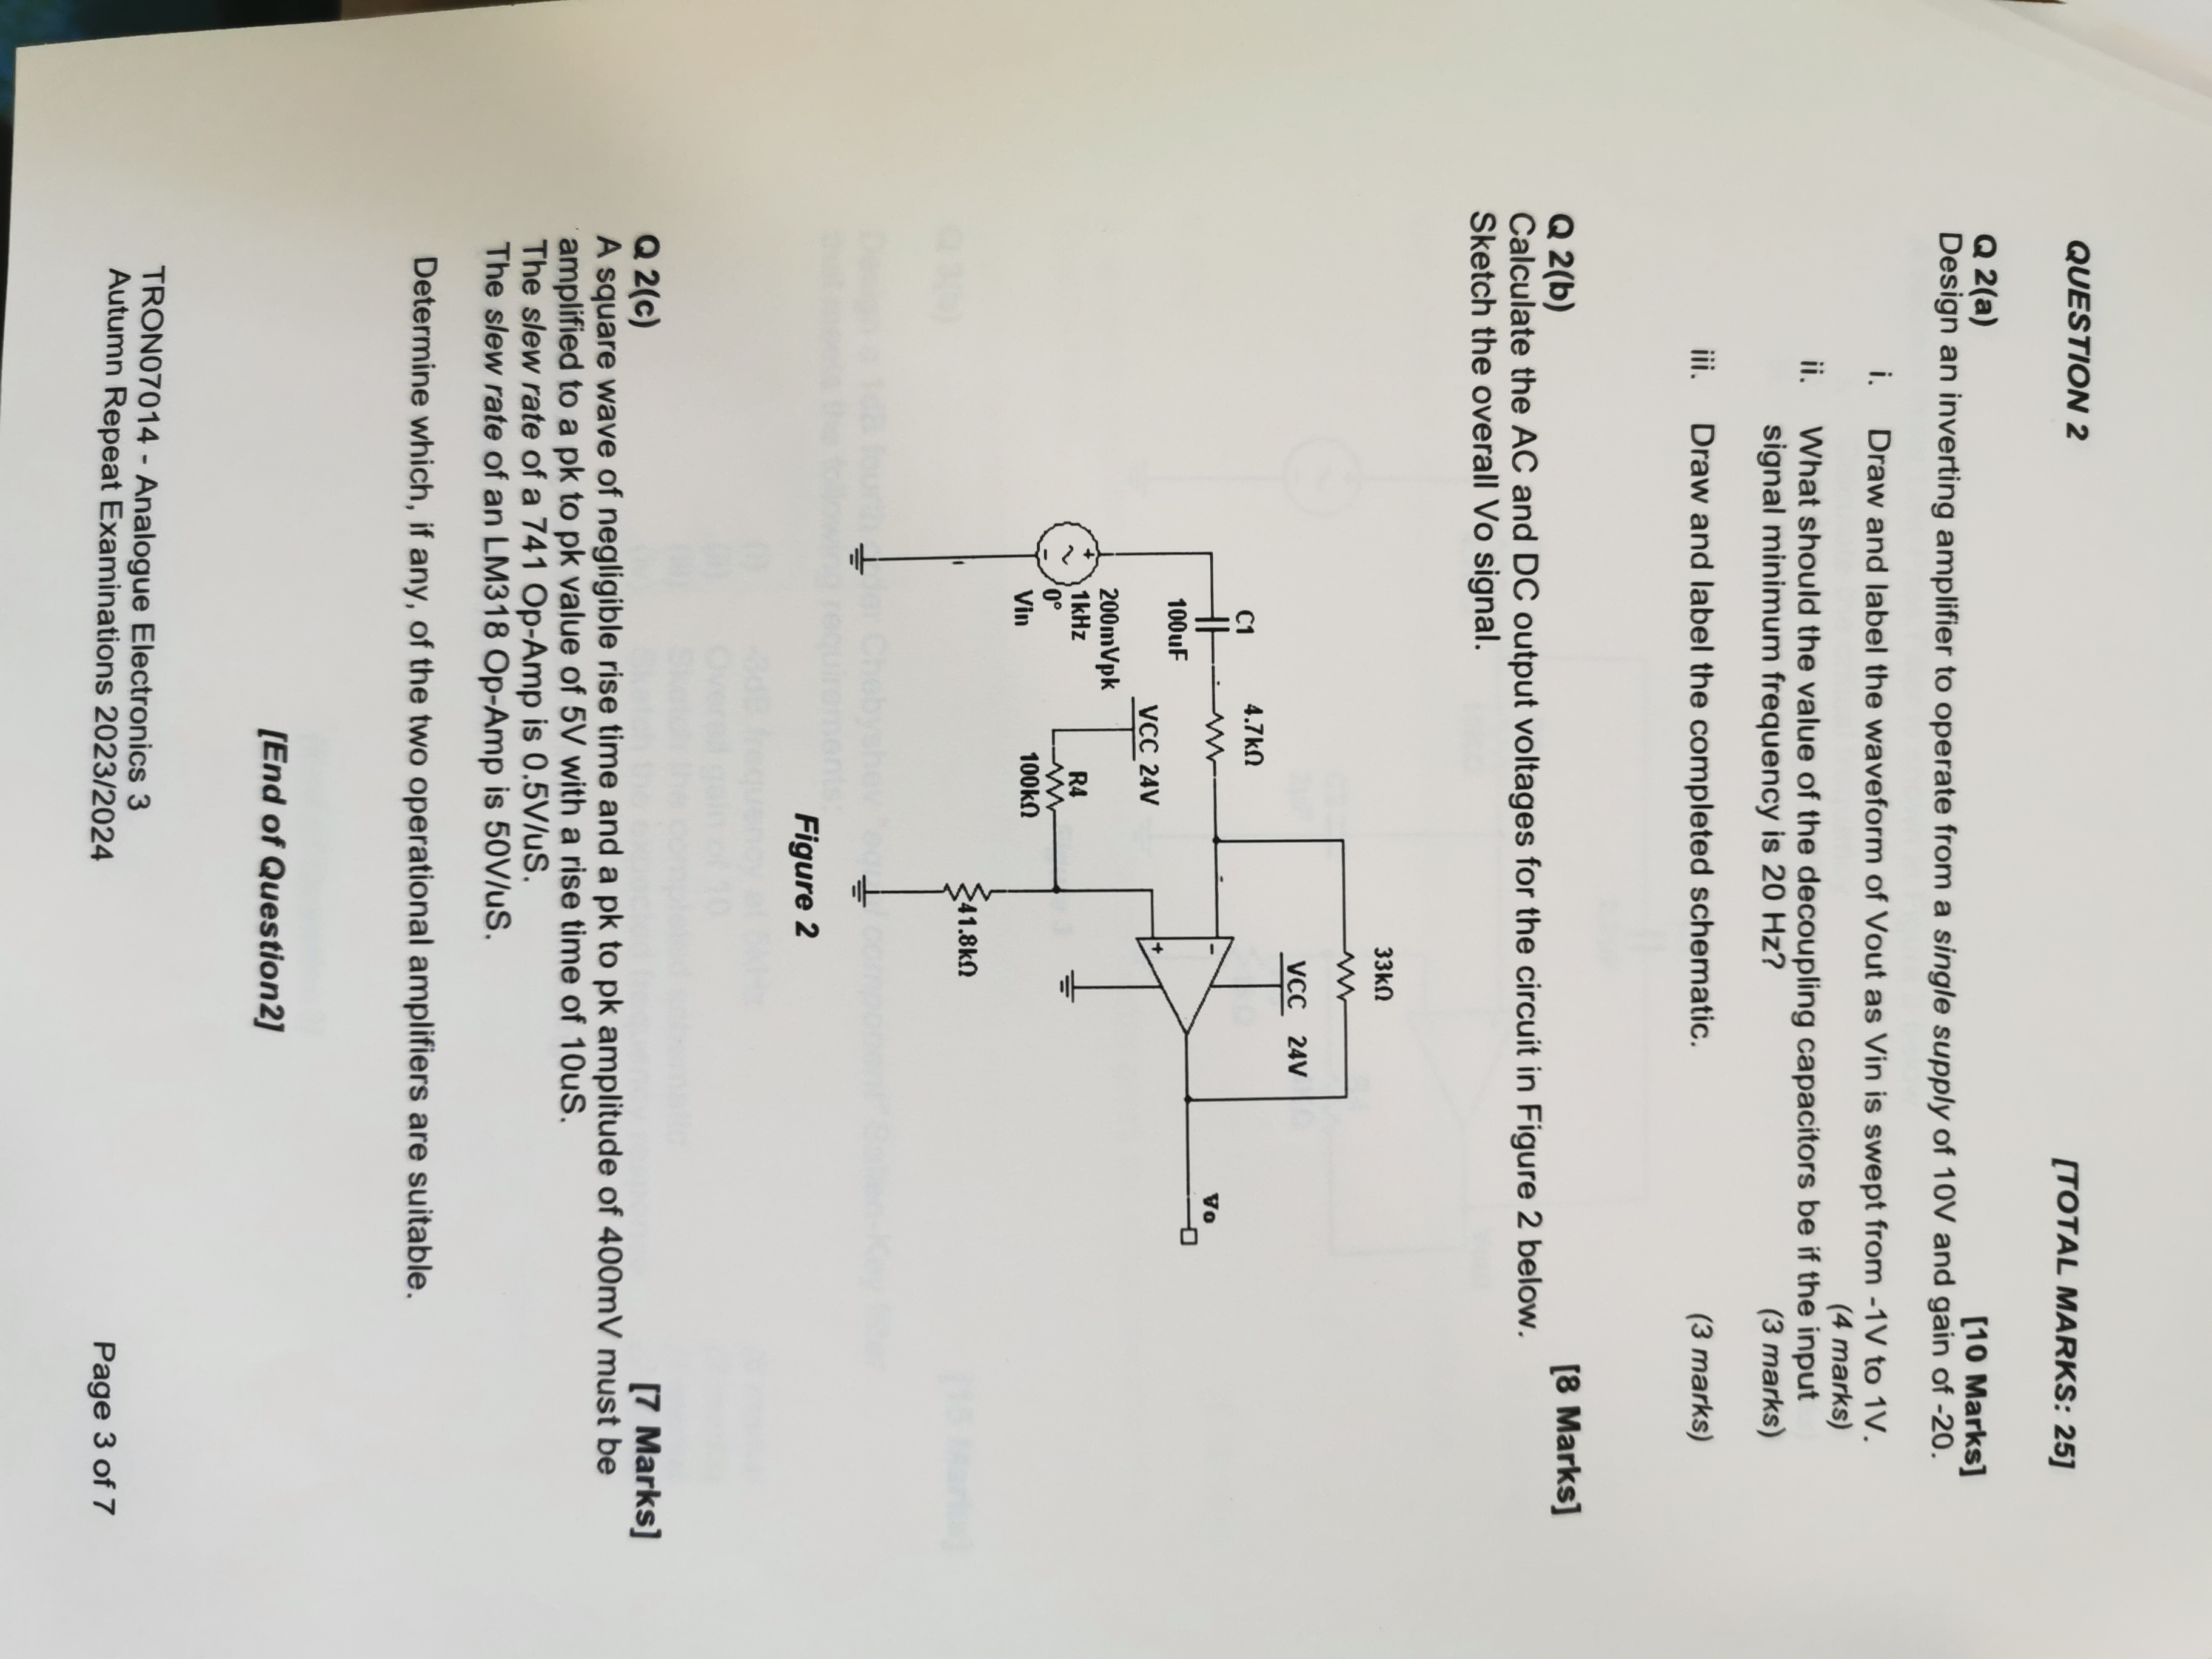 QUESTION 2
[TOTAL MARKS: 25]
Q 2(a)
[10 Marks]
Design an inverting amplifier to operate from a single supply of 10V and gain of -20.
i. Draw and label the waveform of Vout as Vin is swept from -1V to 1V.
(4 marks)
ii. What should the value of the decoupling capacitors be if the input
signal minimum frequency is 20 Hz? (3 marks)
iii. Draw and label the completed schematic. (3 marks)
Q 2(b)
[8 Marks]
Calculate the AC and DC output voltages for the circuit in Figure 2 below.
Sketch the overall Vo signal.
33kΩ
VCC 24V
4.7kΩ
C1
100uF
Vo
VCC 24V
200mVpk
1kHz
0°
Vin
R4
100kΩ
41.8kΩ
Figure 2
Q 2(c)
[7 Marks]
A square wave of negligible rise time and a pk to pk amplitude of 400mV must be
amplified to a pk to pk value of 5V with a rise time of 10uS.
The slew rate of a 741 Op-Amp is 0.5V/uS.
The slew rate of an LM318 Op-Amp is 50V/uS.
Determine which, if any, of the two operational amplifiers are suitable.
[End of Question2]
TRON07014 - Analogue Electronics 3
Autumn Repeat Examinations 2023/2024
Page 3 of 7